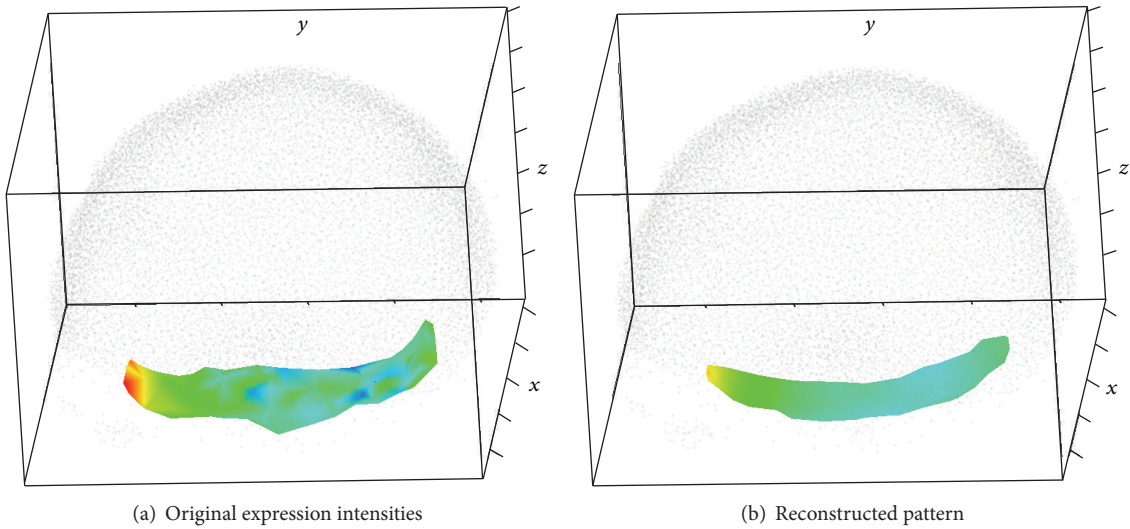 y
z
x
(a) Original expression intensities
y
z
x
(b) Reconstructed pattern